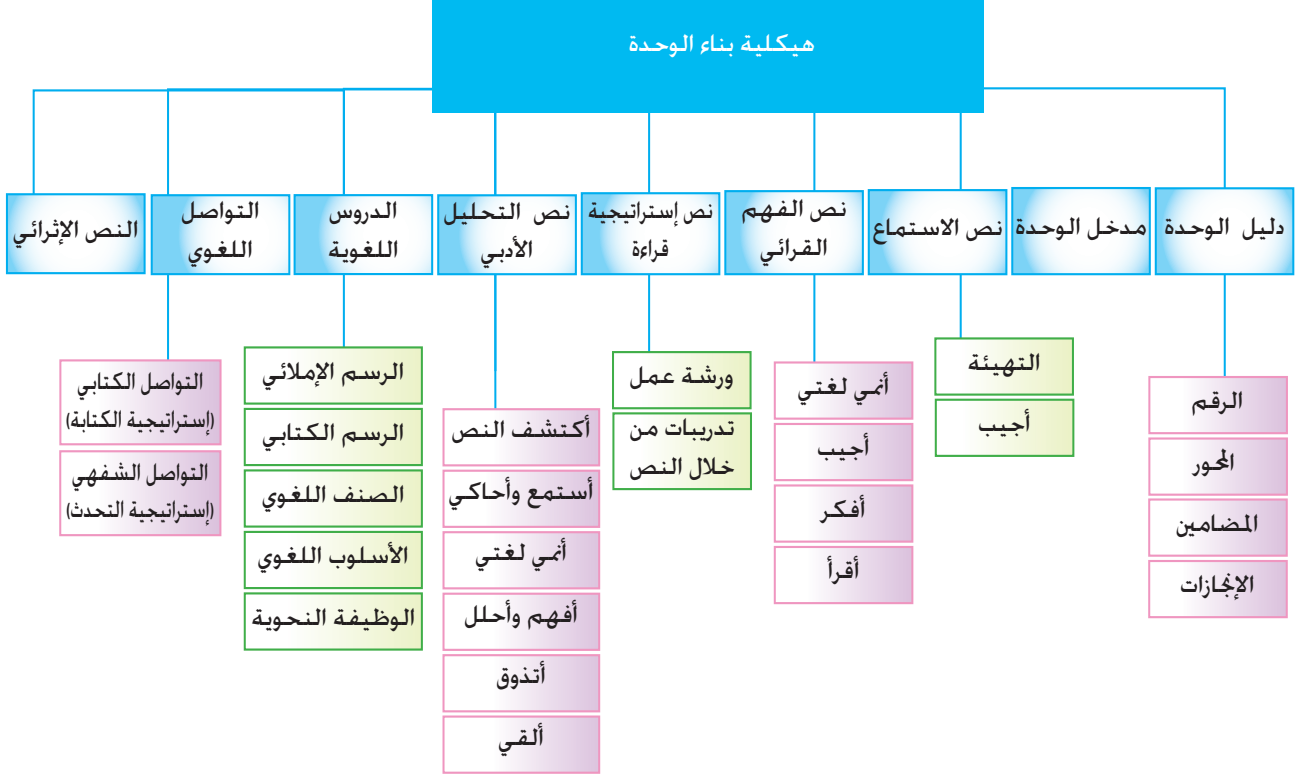 هيكلية بناء الوحدة
دليل الوحدة
مدخل الوحدة
نص الاستماع
نص الفهم
القرائي
نص إستراتيجية
قراءة
نص التحليل
الأدبي
الدروس
اللغوية
التواصل
اللغوي
النص الإثرائي
الرقم
المحور
المضامين
الإنجازات
التهيئة
أجيب
أنمي لغتي
أجيب
أفكر
أقرأ
ورشة عمل
تدريبات من
خلال النص
أكتشف النص
أستمع وأحاكي
أنمي لغتي
أفهم وأحلل
أتذوق
ألقي
الرسم الإملائي
الرسم الكتابي
الصنف اللغوي
الأسلوب اللغوي
الوظيفة النحوية
التواصل الكتابي
(إستراتيجية الكتابة)
التواصل الشفهي
(إستراتيجية التحدث)